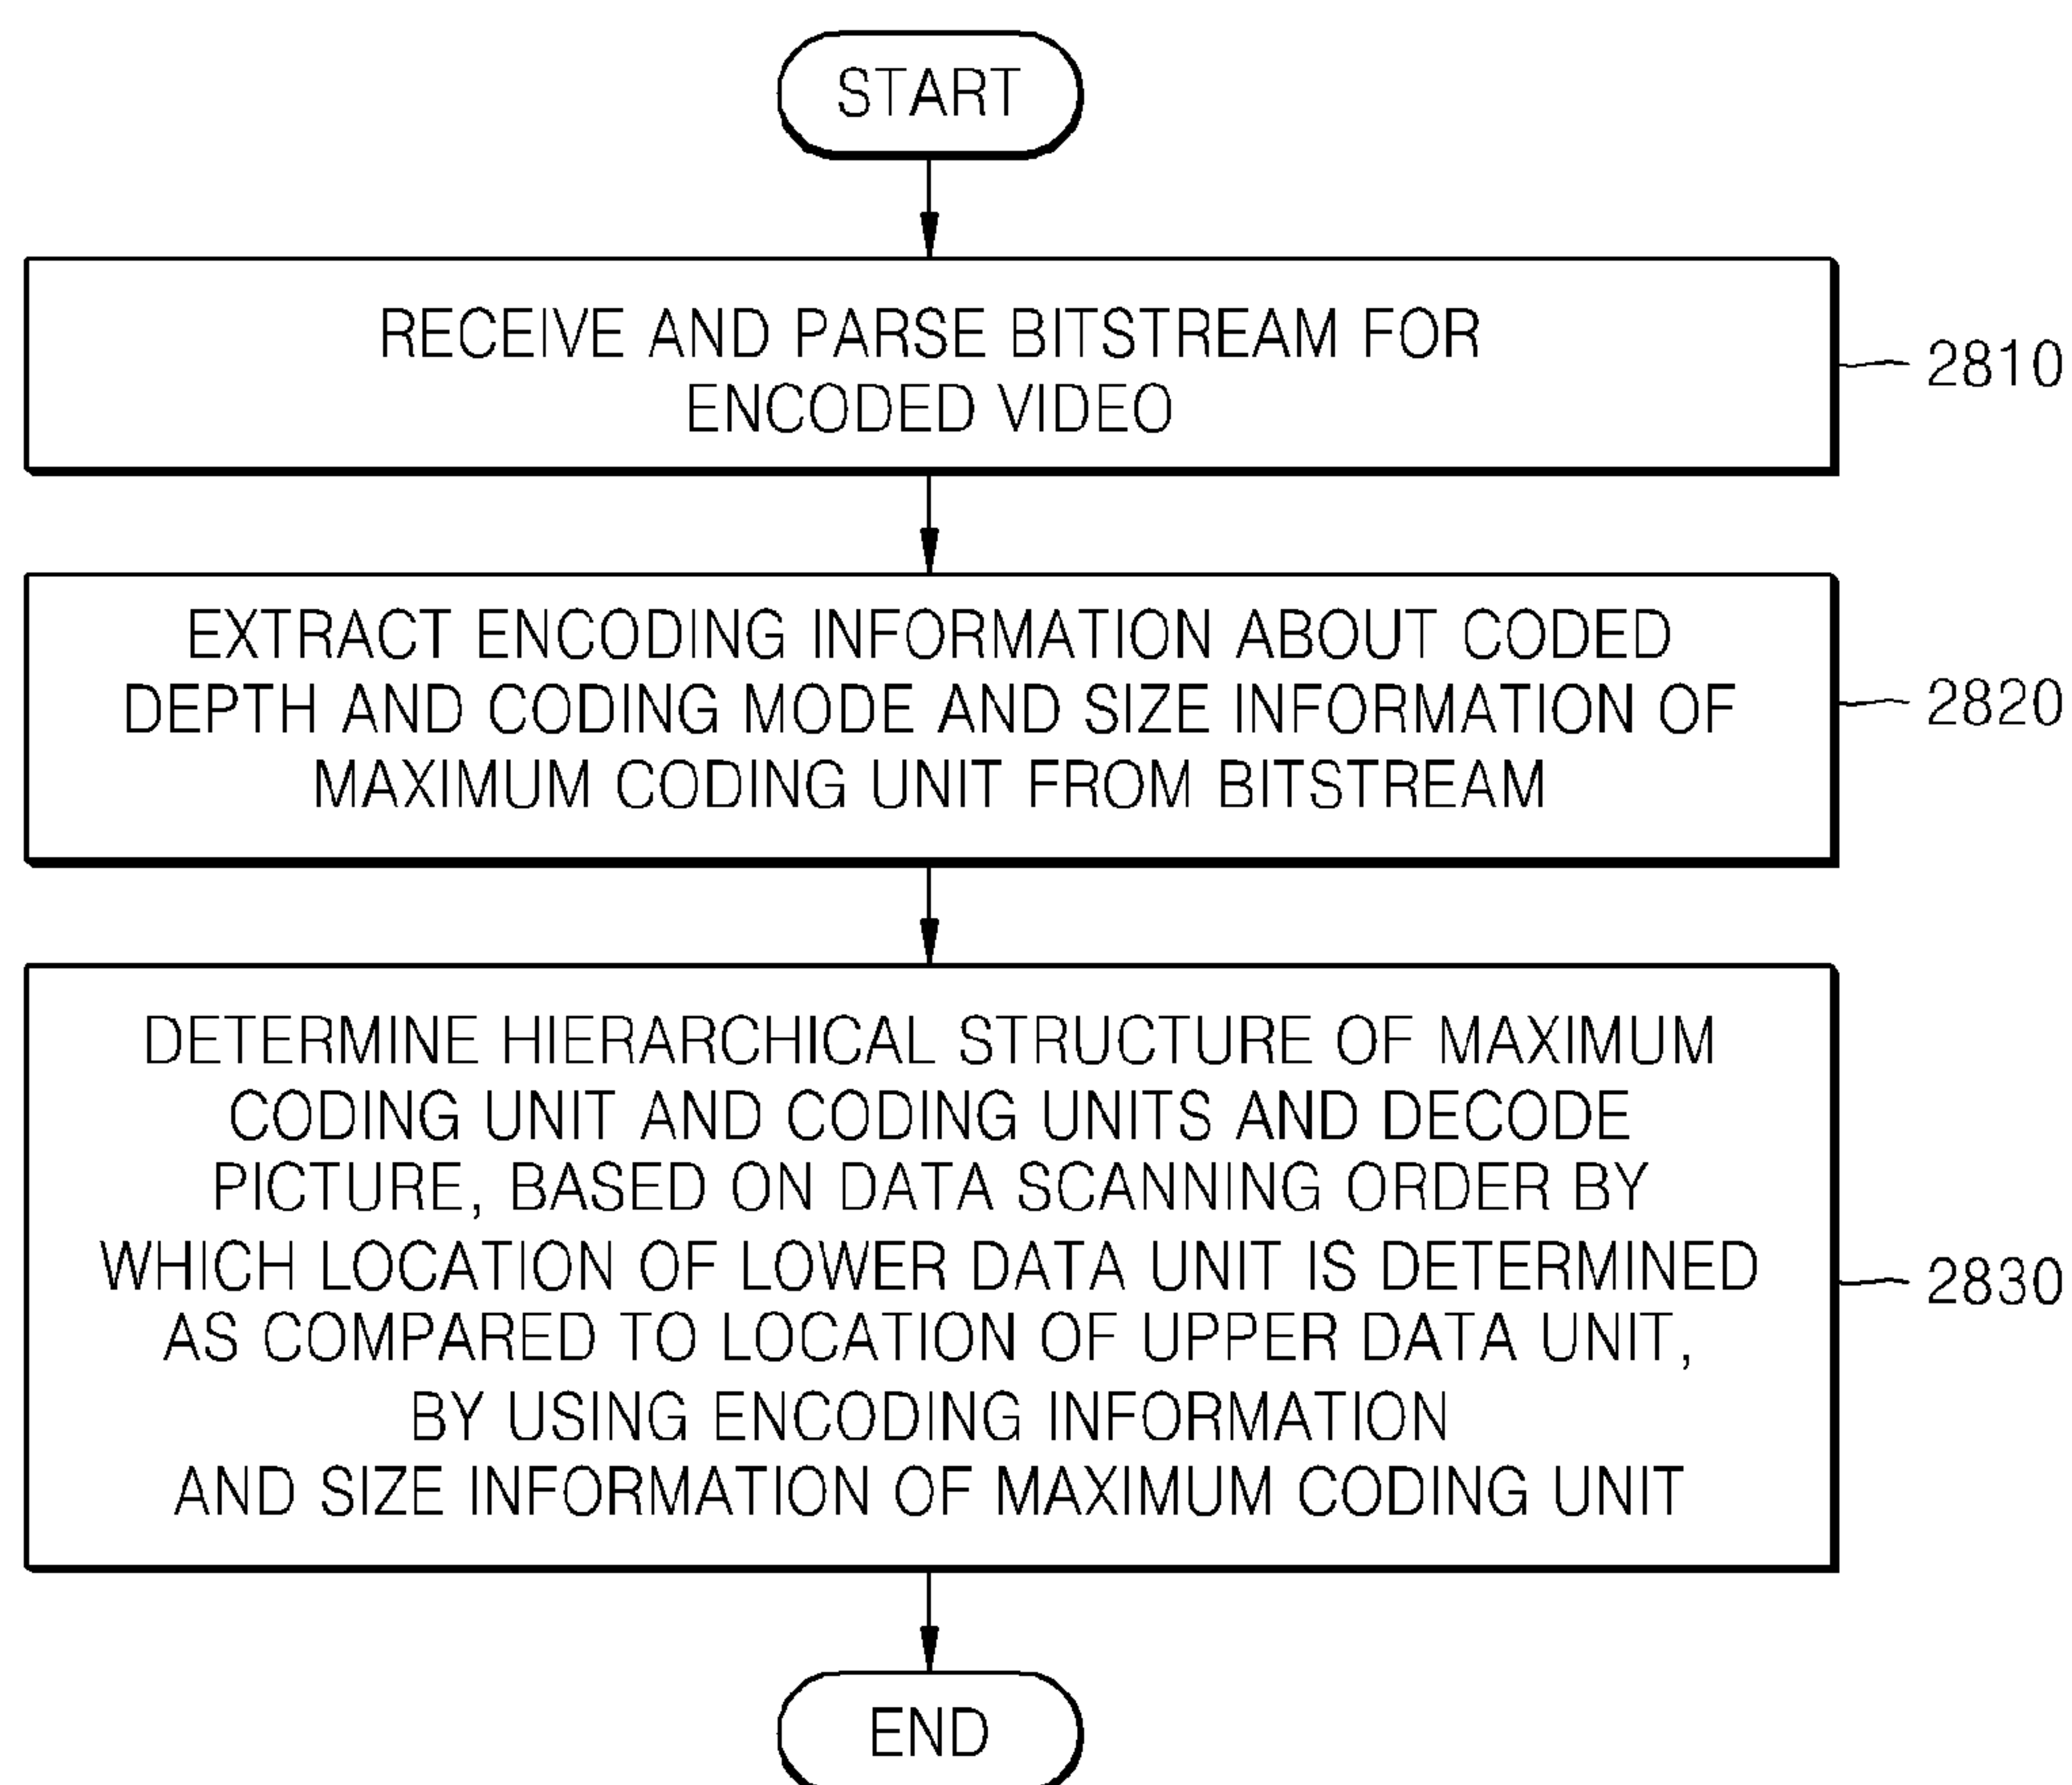 START
RECEIVE AND PARSE BITSTREAM FOR
ENCODED VIDEO
2810
EXTRACT ENCODING INFORMATION ABOUT CODED
DEPTH AND CODING MODE AND SIZE INFORMATION OF
MAXIMUM CODING UNIT FROM BITSTREAM
2820
DETERMINE HIERARCHICAL STRUCTURE OF MAXIMUM
CODING UNIT AND CODING UNITS AND DECODE
PICTURE, BASED ON DATA SCANNING ORDER BY
WHICH LOCATION OF LOWER DATA UNIT IS DETERMINED
AS COMPARED TO LOCATION OF UPPER DATA UNIT,
BY USING ENCODING INFORMATION
AND SIZE INFORMATION OF MAXIMUM CODING UNIT
2830
END